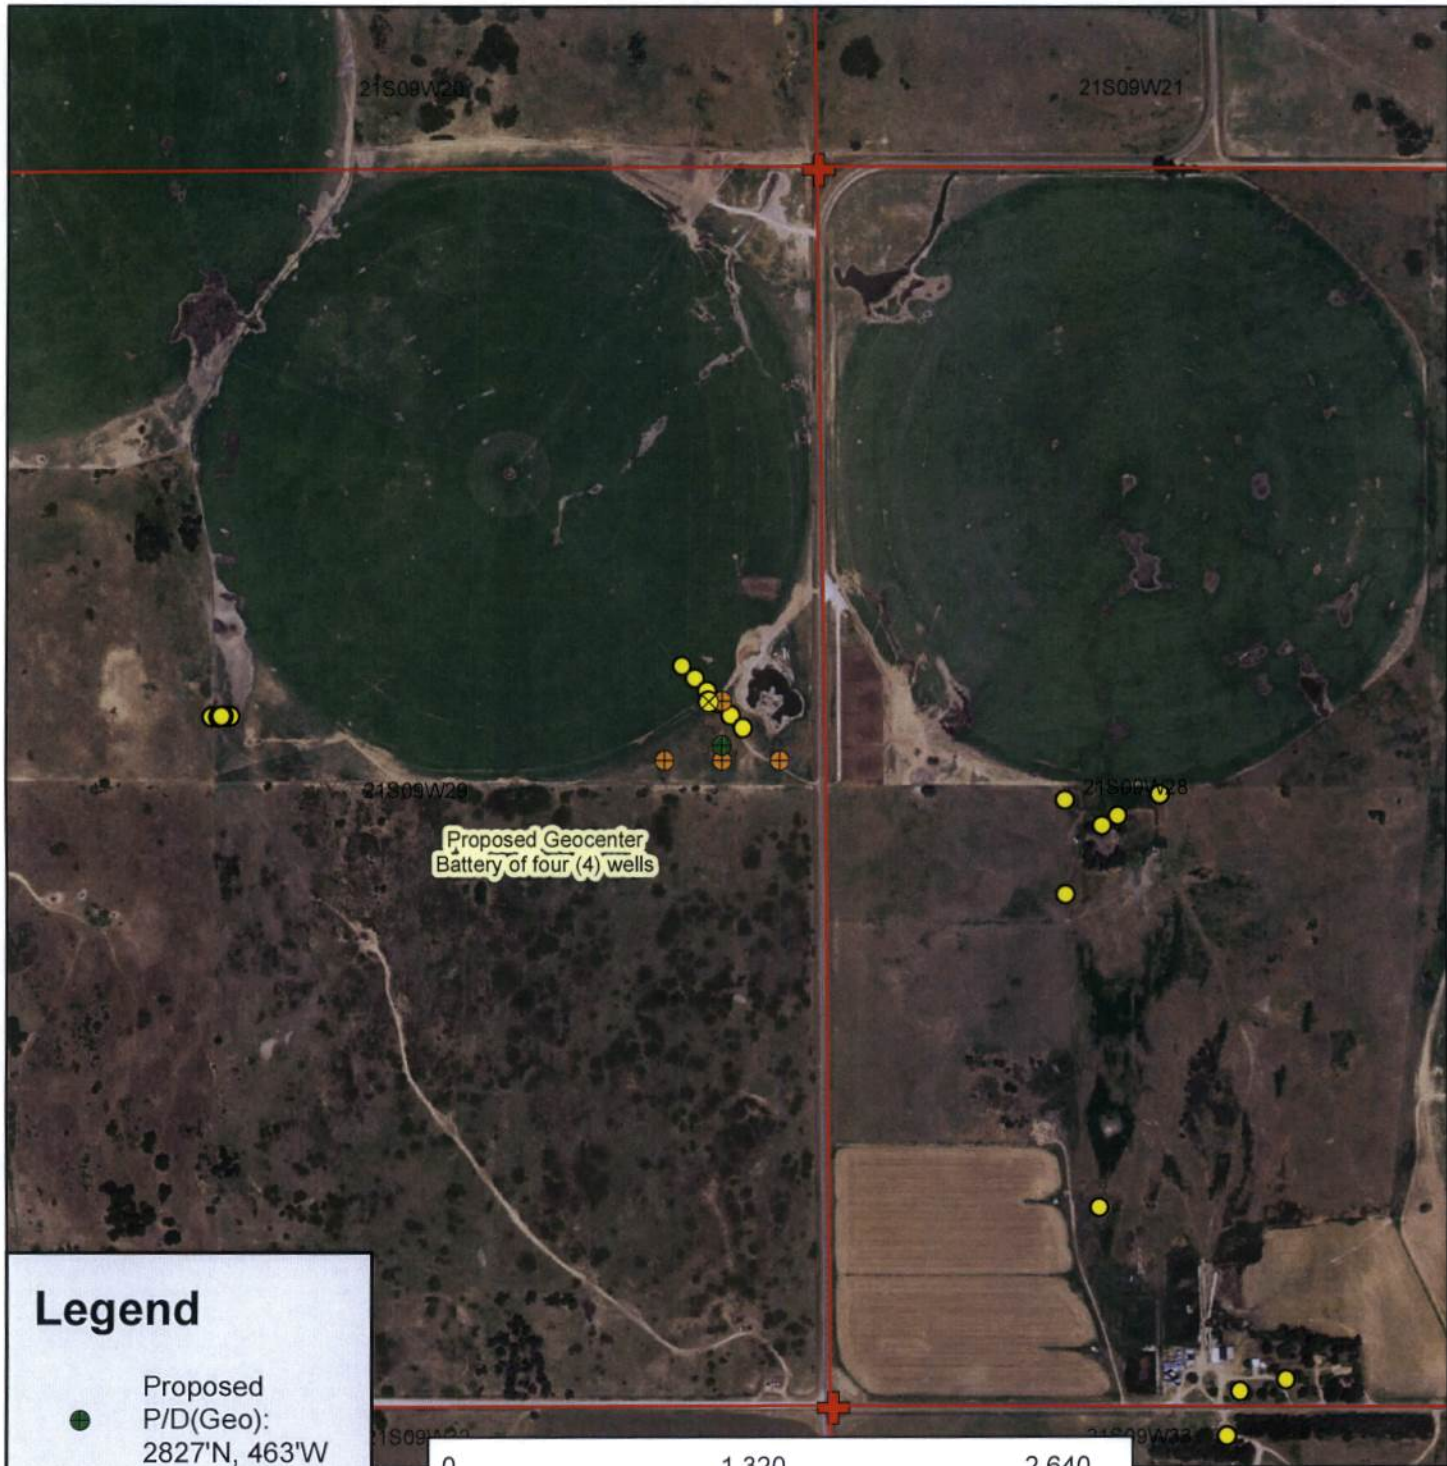 21S09W20
21S09W21
21S09W29
21S09W28
Proposed Geocenter
Battery of four (4) wells
Legend
Proposed
P/D(Geo):
2827'N, 463'W
21S09W33
0 1,320 2,640